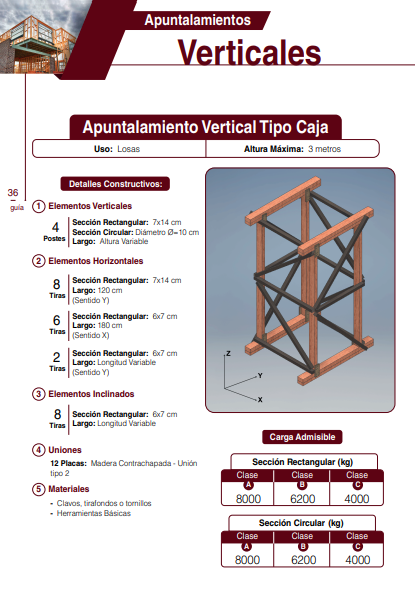 Apuntalamientos
Verticales
Apuntalamiento Vertical Tipo Caja
Uso: Losas
Altura Máxima: 3 metros
36
guía
Detalles Constructivos:
1 Elementos Verticales
4 Postes
Sección Rectangular: 7x14 cm
Sección Circular: Diámetro Ø=10 cm
Largo: Altura Variable
2 Elementos Horizontales
8 Tiras
Sección Rectangular: 7x14 cm
Largo: 120 cm
(Sentido Y)
6 Tiras
Sección Rectangular: 6x7 cm
Largo: 180 cm
(Sentido X)
2 Tiras
Sección Rectangular: 6x7 cm
Largo: Longitud Variable
(Sentido Z)
3 Elementos Inclinados
8 Tiras
Sección Rectangular: 6x7 cm
Largo: Longitud Variable
4 Uniones
12 Placas: Madera Contrachapada - Unión
tipo 2
5 Materiales
- Clavos, tirafondos o tornillos
- Herramientas Básicas
Z
Y
X
Carga Admisible
Sección Rectangular (kg)
Clase Clase Clase
A B C
8000 6200 4000
Sección Circular (kg)
Clase Clase Clase
A B C
8000 6200 4000